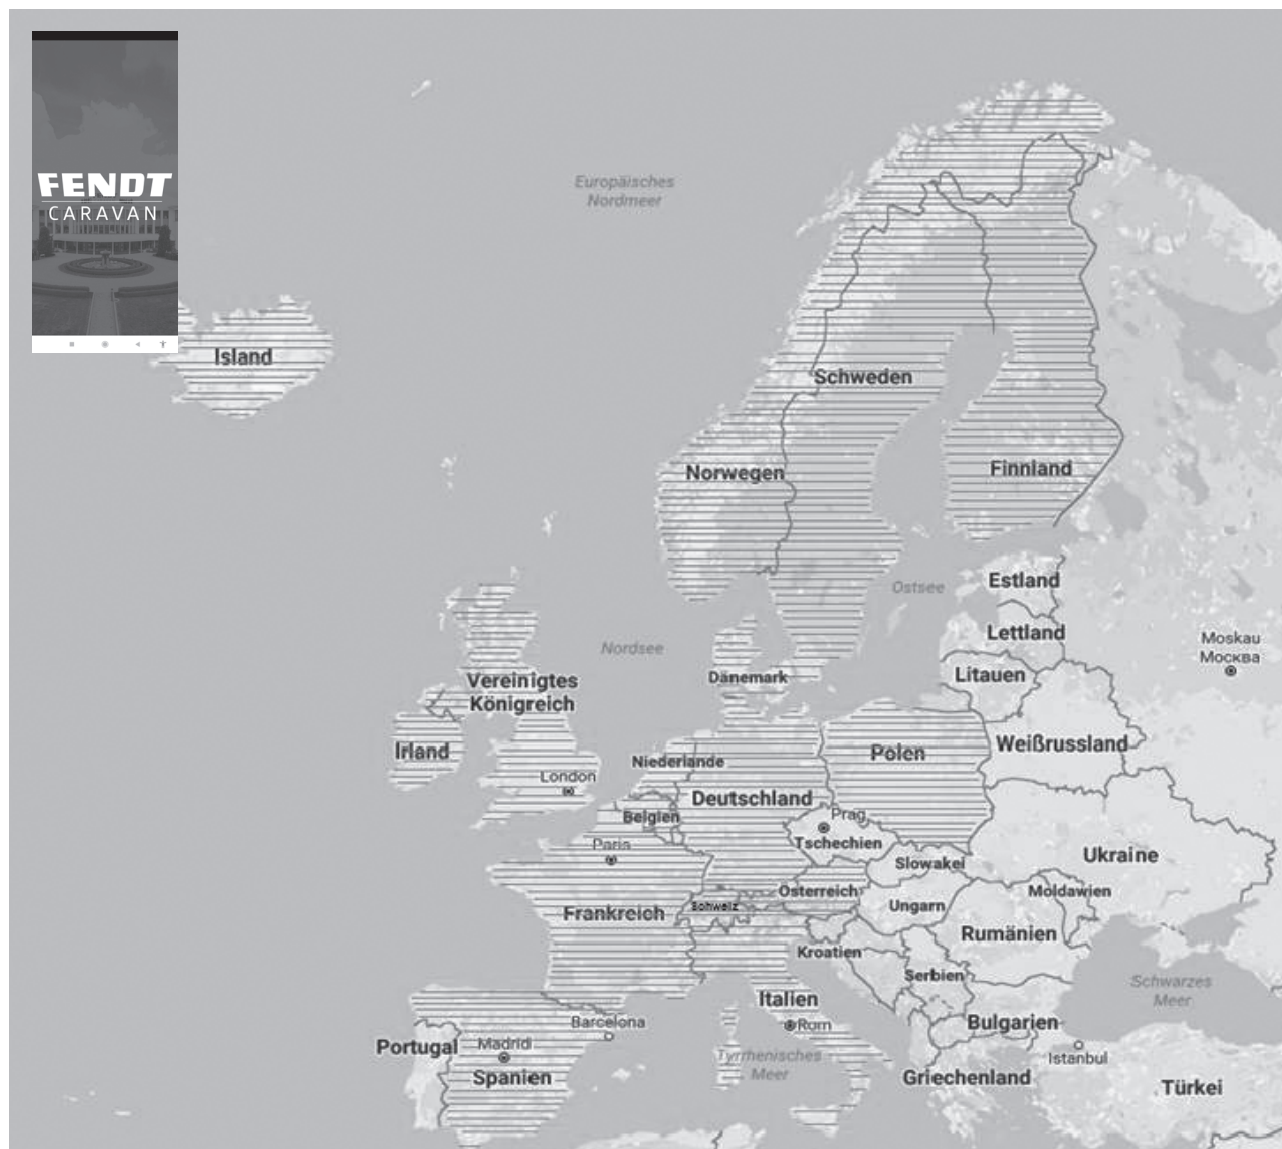 FENDT
CARAVAN
Europäisches
Nordmeer
Island
Schweden
Norwegen
Finnland
Estland
Ostsee
Lettland
Moskau
Москва
Nordsee
Litauen
Dänemark
Vereinigtes
Königreich
Irland
Weißrussland
Polen
Niederlande
London
Deutschland
Belgien
Prag
Tschechien
Paris
Ukraine
Slowakei
Österreich
Moldawien
Schweiz
Ungarn
Frankreich
Rumänien
Kroatien
Serbien
Schwarzes
Meer
Italien
Barcelona
Rom
Bulgarien
Portugal
Madrid
Istanbul
Tyrrhenisches
Meer
Spanien
Griechenland
Türkei